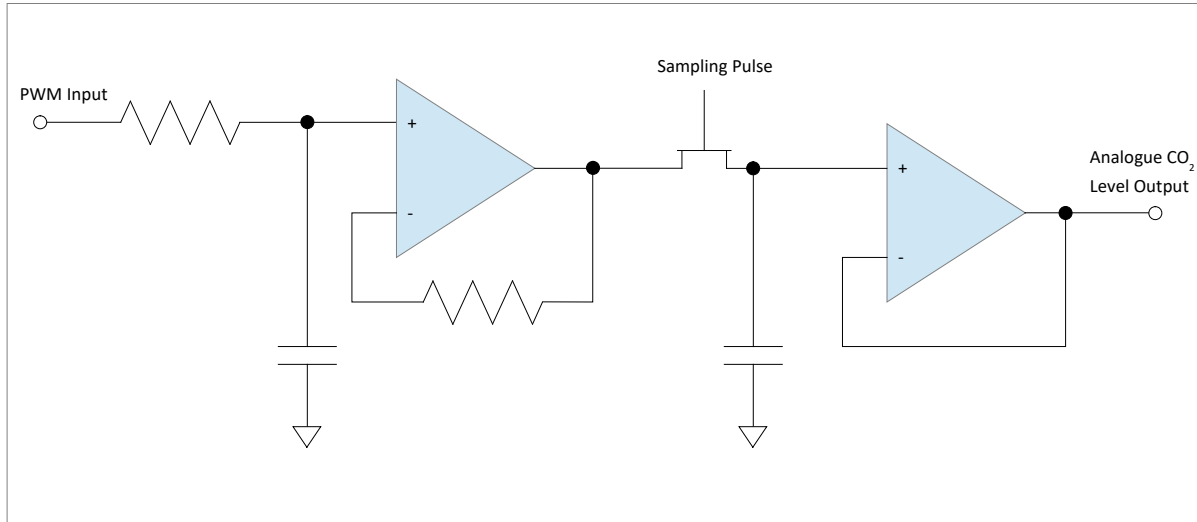 Sampling Pulse
PWM Input
+
-
+
-
Analogue CO₂
Level Output